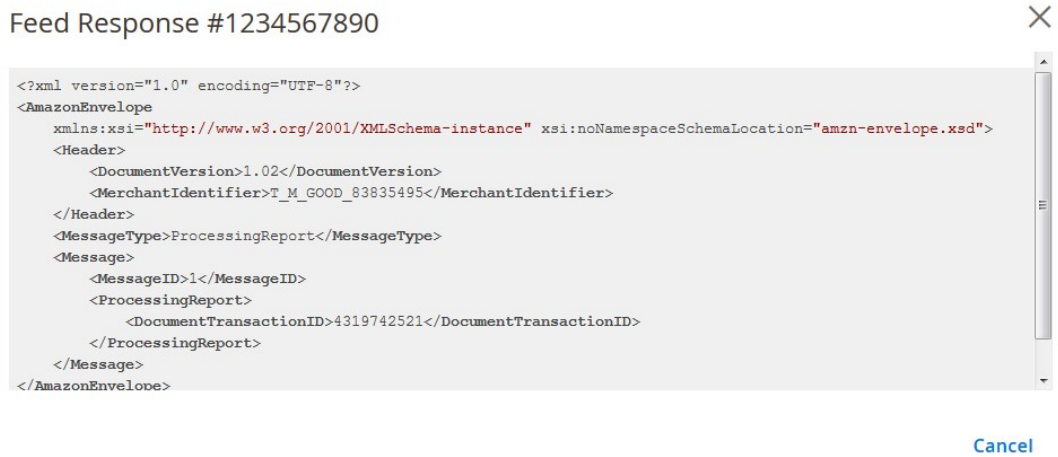 Feed Response #1234567890
<?xml version="1.0" encoding="UTF-8"?>
<AmazonEnvelope
xmlns:xsi="http://www.w3.org/2001/XMLSchema-instance" xsi:noNamespaceSchemaLocation="amzn-envelope.xsd">
<Header>
<DocumentVersion>1.02</DocumentVersion>
<MerchantIdentifier>T_M_GOOD_83835495</MerchantIdentifier>
</Header>
<MessageType>ProcessingReport</MessageType>
<Message>
<MessageID>1</MessageID>
<ProcessingReport>
<DocumentTransactionID>4319742521</DocumentTransactionID>
</ProcessingReport>
</Message>
</AmazonEnvelope>
Cancel